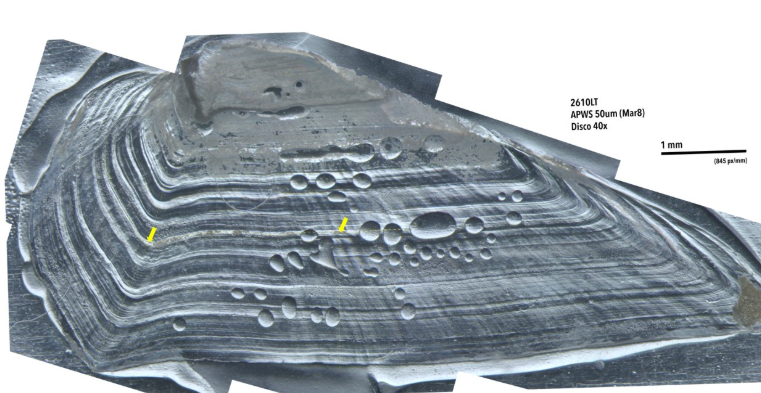 2610LT
APWS 50um (Mar8)
Disco 40x
1 mm
(845 px/mm)